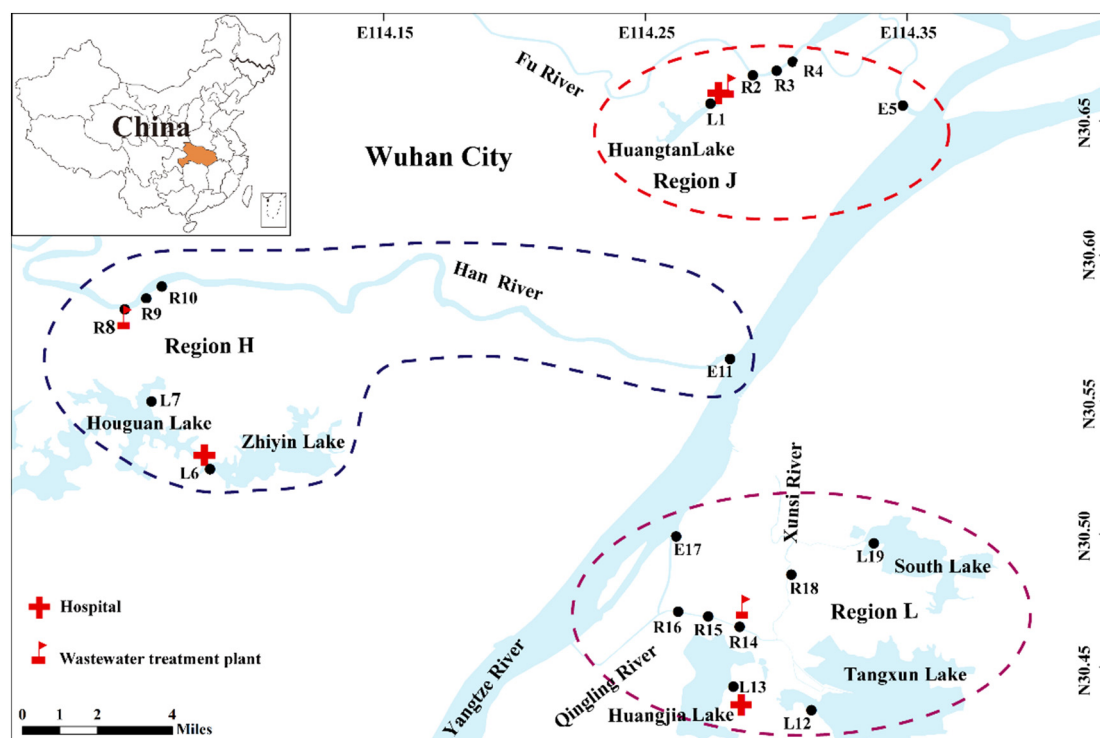 E114.15
E114.25
E114.35
China
Wuhan City
Fu River
R2
R3
R4
L1
E5
HuangtanLake
Region J
N30.65
N30.60
Han River
R10
R9
R8
Region H
E11
L7
Houguan Lake
Zhiyin Lake
L6
N30.55
Xunsi River
E17
L19
South Lake
N30.50
R18
Region L
R16
R15
R14
Qingling River
Yangtze River
L13
Huangjia Lake
L12
Tangxun Lake
N30.45
Hospital
Wastewater treatment plant
0 1 2 4
Miles